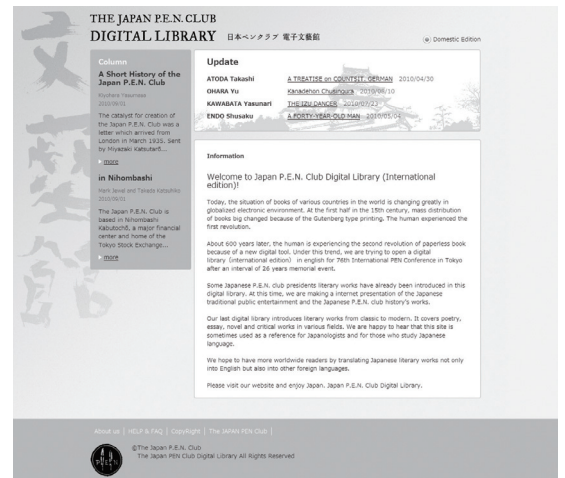 THE JAPAN P.E.N. CLUB
DIGITAL LIBRARY 日本ペンクラブ 電子文藝館
Domestic Edition
Column
A Short History of the
Japan P.E.N. Club
Kiyohara Yasumasa
2010/09/01
The catalyst for creation of
the Japan P.E.N. Club was a
letter which arrived from
London in March 1935. Sent
by Miyazaki Katsutarō...
more
in Nihombashi
Mark Jewel and Takada Katsuhiko
2010/09/01
The Japan P.E.N. Club is
based in Nihombashi
Kabutochō, a major financial
center and home of the
Tokyo Stock Exchange...
more
Update
ATODA Takashi A TREATISE on COUNTSIT, GERMAN 2010/04/30
OHARA Yu Kanadehon Chushingura 2010/06/10
KAWABATA Yasunari THE IZU DANCER 2010/07/23
ENDO Shusaku A FORTY-YEAR-OLD MAN 2010/05/04
Information
Welcome to Japan P.E.N. Club Digital Library (International
edition)!
Today, the situation of books of various countries in the world is changing greatly in
globalized electronic environment. At the first half in the 15th century, mass distribution
of books big changed because of the Gutenberg type printing. The human experienced the
first revolution.
About 600 years later, the human is experiencing the second revolution of paperless book
because of a new digital tool. Under this trend, we are trying to open a digital
library (international edition) in english for 76th International PEN Conference in Tokyo
after an interval of 26 years memorial event.
Some Japanese P.E.N. club presidents literary works have already been introduced in this
digital library. At this time, we are making a internet presentation of the Japanese
traditional public entertainment and the Japanese P.E.N. club history's works.
Our last digital library introduces literary works from classic to modern. It covers poetry,
essay, novel and critical works in various fields. We are happy to hear that this site is
sometimes used as a reference for Japanologists and for those who study Japanese
language.
We hope to have more worldwide readers by translating Japanese literary works not only
into English but also into other foreign languages.
Please visit our website and enjoy Japan, Japan P.E.N. Club Digital Library.
About us | HELP & FAQ | CopyRight | The JAPAN PEN Club |
©The Japan P.E.N. Club
The Japan PEN Club Digital Library All Rights Reserved